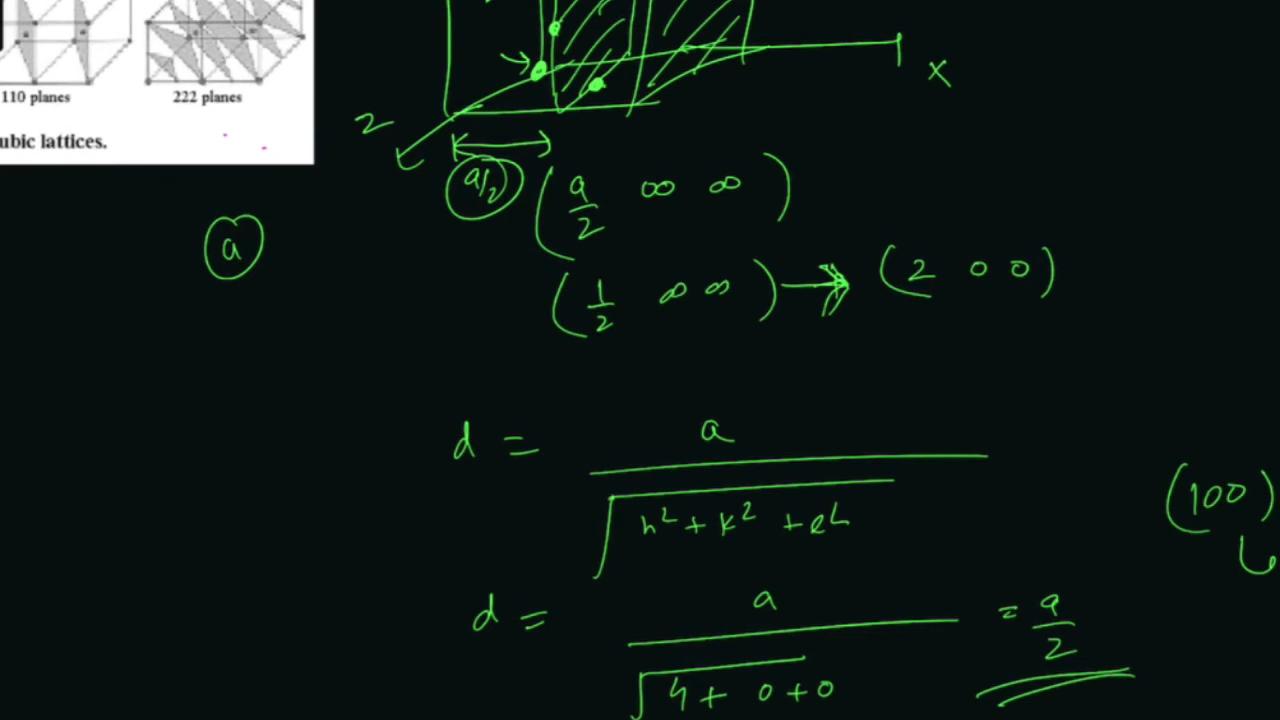 110 planes 222 planes
ubic lattices.
x
z
a/2 ( a/2 ∞ ∞ )
a
( 1/2 ∞ ∞ ) → ( 2 0 0 )
d = a / √(h² + k² + l²)
(100)
d = a / √(4 + 0 + 0) = a/2